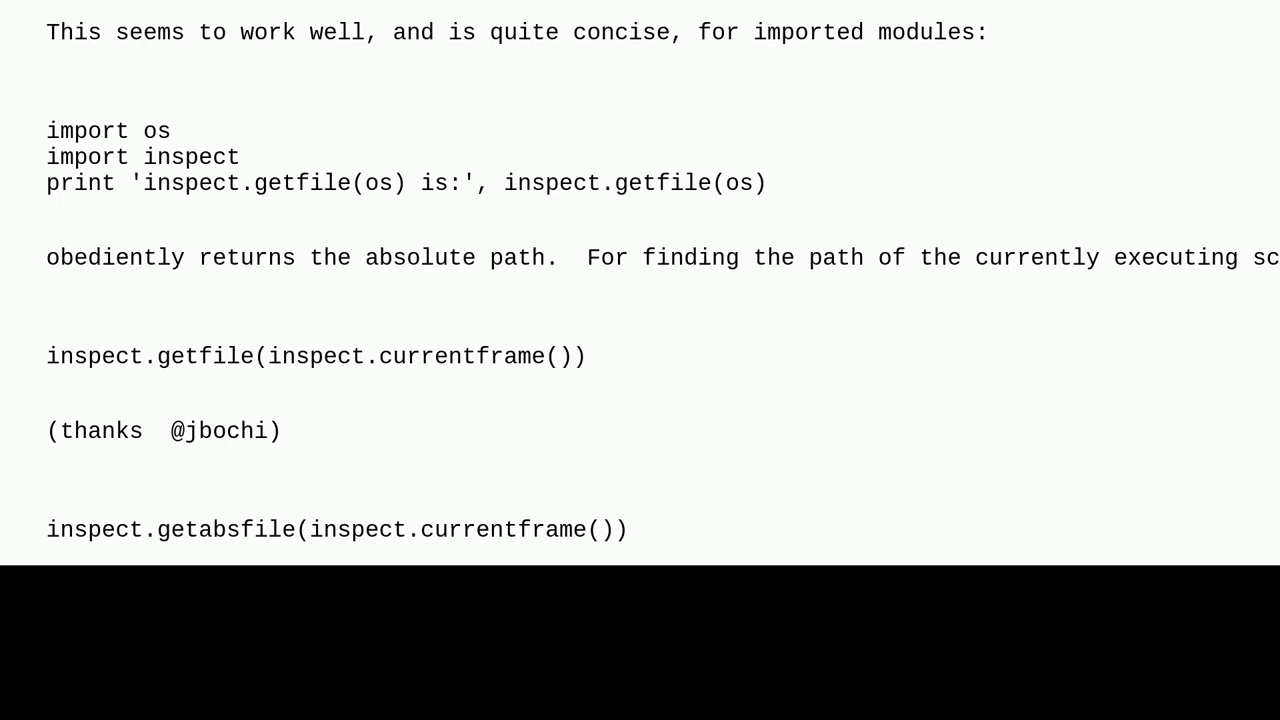 This seems to work well, and is quite concise, for imported modules:
import os
import inspect
print 'inspect.getfile(os) is:', inspect.getfile(os)
obediently returns the absolute path.  For finding the path of the currently executing
inspect.getfile(inspect.currentframe())
(thanks  @jbochi)
inspect.getabsfile(inspect.currentframe())